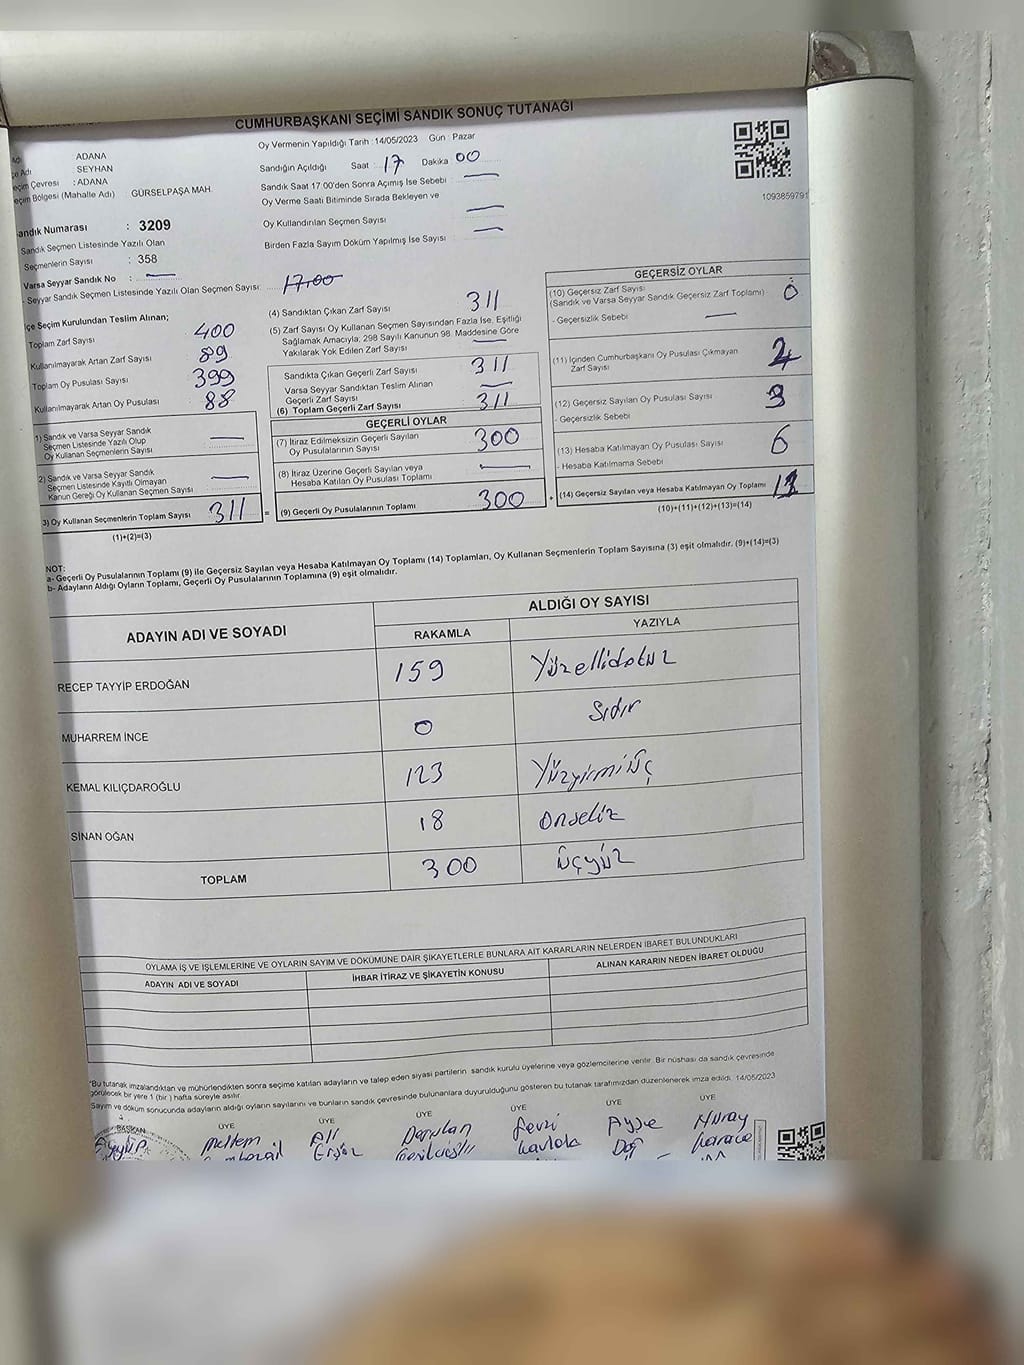 CUMHURBAŞKANI SEÇİMİ SANDIK SONUÇ TUTANAĞI
ADANA
SEYHAN
Seçim Çevresi : ADANA
Seçim Bölgesi (Mahalle Adı) GÜRSELPAŞA MAH.
Sandık Numarası : 3209
Sandık Seçmen Listesinde Yazılı Olan
Seçmenlerin Sayısı : 358
Varsa Seyyar Sandık No : —
- Seyyar Sandık Seçmen Listesinde Yazılı Olan Seçmen Sayısı: 17.00
Oy Vermenin Yapıldığı Tarih : 14/05/2023 Gün : Pazar
Sandığın Açıldığı Saat : 17 Dakika 00
Sandık Saat 17:00'den Sonra Açılmış İse Sebebi —
Oy Verme Saati Bitiminde Sırada Bekleyen ve
Oy Kullandırılan Seçmen Sayısı —
Birden Fazla Sayım Döküm Yapılmış İse Sayısı —
1093859791
İlçe Seçim Kurulundan Teslim Alınan;
Toplam Zarf Sayısı 400
Kullanılmayarak Artan Zarf Sayısı 89
Toplam Oy Pusulası Sayısı 399
Kullanılmayarak Artan Oy Pusulası 88
1) Sandık ve Varsa Seyyar Sandık
Seçmen Listesinde Yazılı Olup
Oy Kullanan Seçmenlerin Sayısı —
2) Sandık ve Varsa Seyyar Sandık
Seçmen Listesinde Kayıtlı Olmayan
Kanun Gereği Oy Kullanan Seçmen Sayısı —
3) Oy Kullanan Seçmenlerin Toplam Sayısı 311 =
(1)+(2)=(3)
(4) Sandıktan Çıkan Zarf Sayısı 311
(5) Zarf Sayısı Oy Kullanan Seçmen Sayısından Fazla İse, Eşitliği
Sağlamak Amacıyla, 298 Sayılı Kanunun 98. Maddesine Göre
Yakılarak Yok Edilen Zarf Sayısı —
Sandıkta Çıkan Geçerli Zarf Sayısı 311
Varsa Seyyar Sandıktan Teslim Alınan
Geçerli Zarf Sayısı —
(6) Toplam Geçerli Zarf Sayısı 311
GEÇERLİ OYLAR
(7) İtiraz Edilmeksizin Geçerli Sayılan
Oy Pusulalarının Sayısı 300
(8) İtiraz Üzerine Geçerli Sayılan veya
Hesaba Katılan Oy Pusulası Toplamı —
(9) Geçerli Oy Pusulalarının Toplamı 300 +
GEÇERSİZ OYLAR
(10) Geçersiz Zarf Sayısı
(Sandık ve Varsa Seyyar Sandık Geçersiz Zarf Toplamı) 0
- Geçersizlik Sebebi —
(11) İçinden Cumhurbaşkanı Oy Pusulası Çıkmayan
Zarf Sayısı 2
(12) Geçersiz Sayılan Oy Pusulası Sayısı 3
- Geçersizlik Sebebi
(13) Hesaba Katılmayan Oy Pusulası Sayısı 6
- Hesaba Katılmama Sebebi
(14) Geçersiz Sayılan veya Hesaba Katılmayan Oy Toplamı
(10)+(11)+(12)+(13)=(14)
NOT:
a- Geçerli Oy Pusulalarının Toplamı (9) ile Geçersiz Sayılan veya Hesaba Katılmayan Oy Toplamı (14) Toplamları, Oy Kullanan Seçmenlerin Toplam Sayısına (3) eşit olmalıdır. (9)+(14)=(3)
b- Adayların Aldığı Oyların Toplamı, Geçerli Oy Pusulalarının Toplamına (9) eşit olmalıdır.
ADAYIN ADI VE SOYADI ALDIĞI OY SAYISI
RAKAMLA YAZIYLA
RECEP TAYYİP ERDOĞAN 159 Yüzellidokuz
MUHARREM İNCE 0 Sıdır
KEMAL KILIÇDAROĞLU 123 Yüzyirmiüç
SİNAN OĞAN 18 onsekiz
TOPLAM 300 üçyüz
OYLAMA İŞ VE İŞLEMLERİNE VE OYLARIN SAYIM VE DÖKÜMÜNE DAİR ŞİKAYETLERLE BUNLARA AİT KARARLARIN NELERDEN İBARET BULUNDUKLARI
ADAYIN ADI VE SOYADI İHBAR İTİRAZ VE ŞİKAYETİN KONUSU ALINAN KARARIN NEDEN İBARET OLDUĞU
"Bu tutanak imzalandıktan ve mühürlendikten sonra seçime katılan adayların ve talep eden siyasi partilerin sandık kurulu üyelerine veya gözlemcilerine verilir. Bir nüshası da sandık çevresinde
görülecek bir yere 1 (bir ) hafta süreyle asılır.
Sayım ve döküm sonucunda adayların aldığı oyların sayılarını ve bunların sandık çevresinde bulunanlara duyurulduğunu gösteren bu tutanak tarafımızdan düzenlenerek imza edildi. 14/05/2023
BAŞKAN ÜYE ÜYE ÜYE ÜYE ÜYE ÜYE
Meltem Ali Fevzi Ayşe Nuray